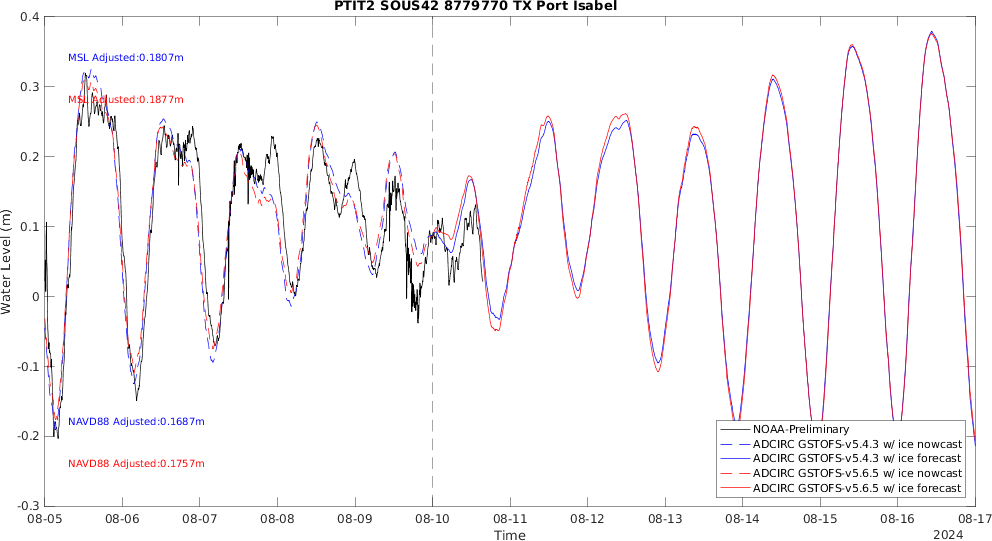 PTIT2 SOUS42 8779770 TX Port Isabel
0.4
0.3
0.2
0.1
0
-0.1
-0.2
-0.3
Water Level (m)
MSL Adjusted:0.1807m
MSL Adjusted:0.1877m
NAVD88 Adjusted:0.1687m
NAVD88 Adjusted:0.1757m
NOAA-Preliminary
ADCIRC GSTOFS-v5.4.3 w/ ice nowcast
ADCIRC GSTOFS-v5.4.3 w/ ice forecast
ADCIRC GSTOFS-v5.6.5 w/ ice nowcast
ADCIRC GSTOFS-v5.6.5 w/ ice forecast
08-05 08-06 08-07 08-08 08-09 08-10 08-11 08-12 08-13 08-14 08-15 08-16 08-17
Time
2024